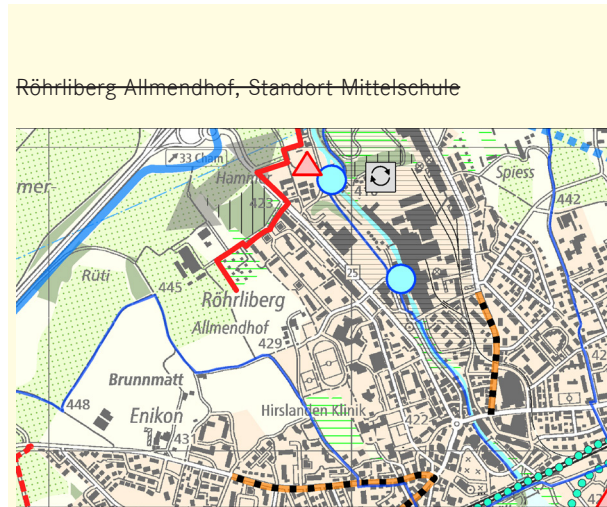 Röhrliberg Allmendhof, Standort Mittelschule
33 Cham
Hammer
Spiess
mer-
423
442
25
Rüti
445
Röhrliberg
Allmendhof
429
Brunnmatt
448
Enikon
Hirslanden Klinik
422
431